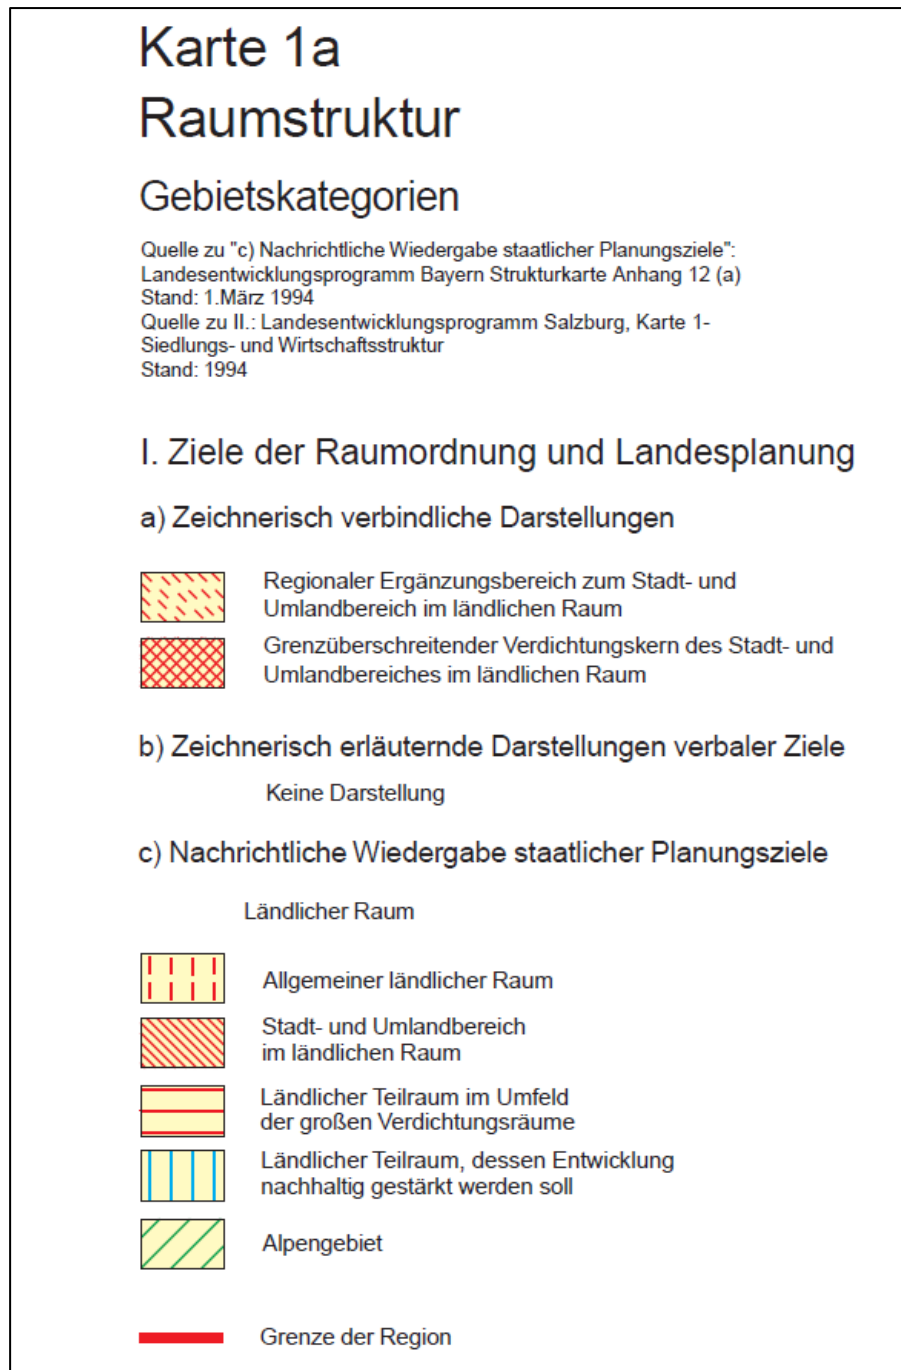 Karte 1a
Raumstruktur
Gebietskategorien
Quelle zu "c) Nachrichtliche Wiedergabe staatlicher Planungsziele":
Landesentwicklungsprogramm Bayern Strukturkarte Anhang 12 (a)
Stand: 1.März 1994
Quelle zu II.: Landesentwicklungsprogramm Salzburg, Karte 1-
Siedlungs- und Wirtschaftsstruktur
Stand: 1994
I. Ziele der Raumordnung und Landesplanung
a) Zeichnerisch verbindliche Darstellungen
Regionaler Ergänzungsbereich zum Stadt- und
Umlandbereich im ländlichen Raum
Grenzüberschreitender Verdichtungskern des Stadt- und
Umlandbereiches im ländlichen Raum
b) Zeichnerisch erläuternde Darstellungen verbaler Ziele
Keine Darstellung
c) Nachrichtliche Wiedergabe staatlicher Planungsziele
Ländlicher Raum
Allgemeiner ländlicher Raum
Stadt- und Umlandbereich
im ländlichen Raum
Ländlicher Teilraum im Umfeld
der großen Verdichtungsräume
Ländlicher Teilraum, dessen Entwicklung
nachhaltig gestärkt werden soll
Alpengebiet
Grenze der Region